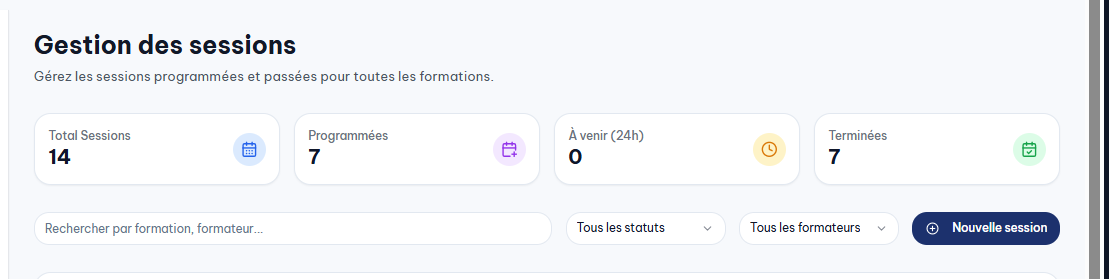 Gestion des sessions
Gérez les sessions programmées et passées pour toutes les formations.
Total Sessions
14
Programmées
7
À venir (24h)
0
Terminées
7
Rechercher par formation, formateur...
Tous les statuts
Tous les formateurs
Nouvelle session